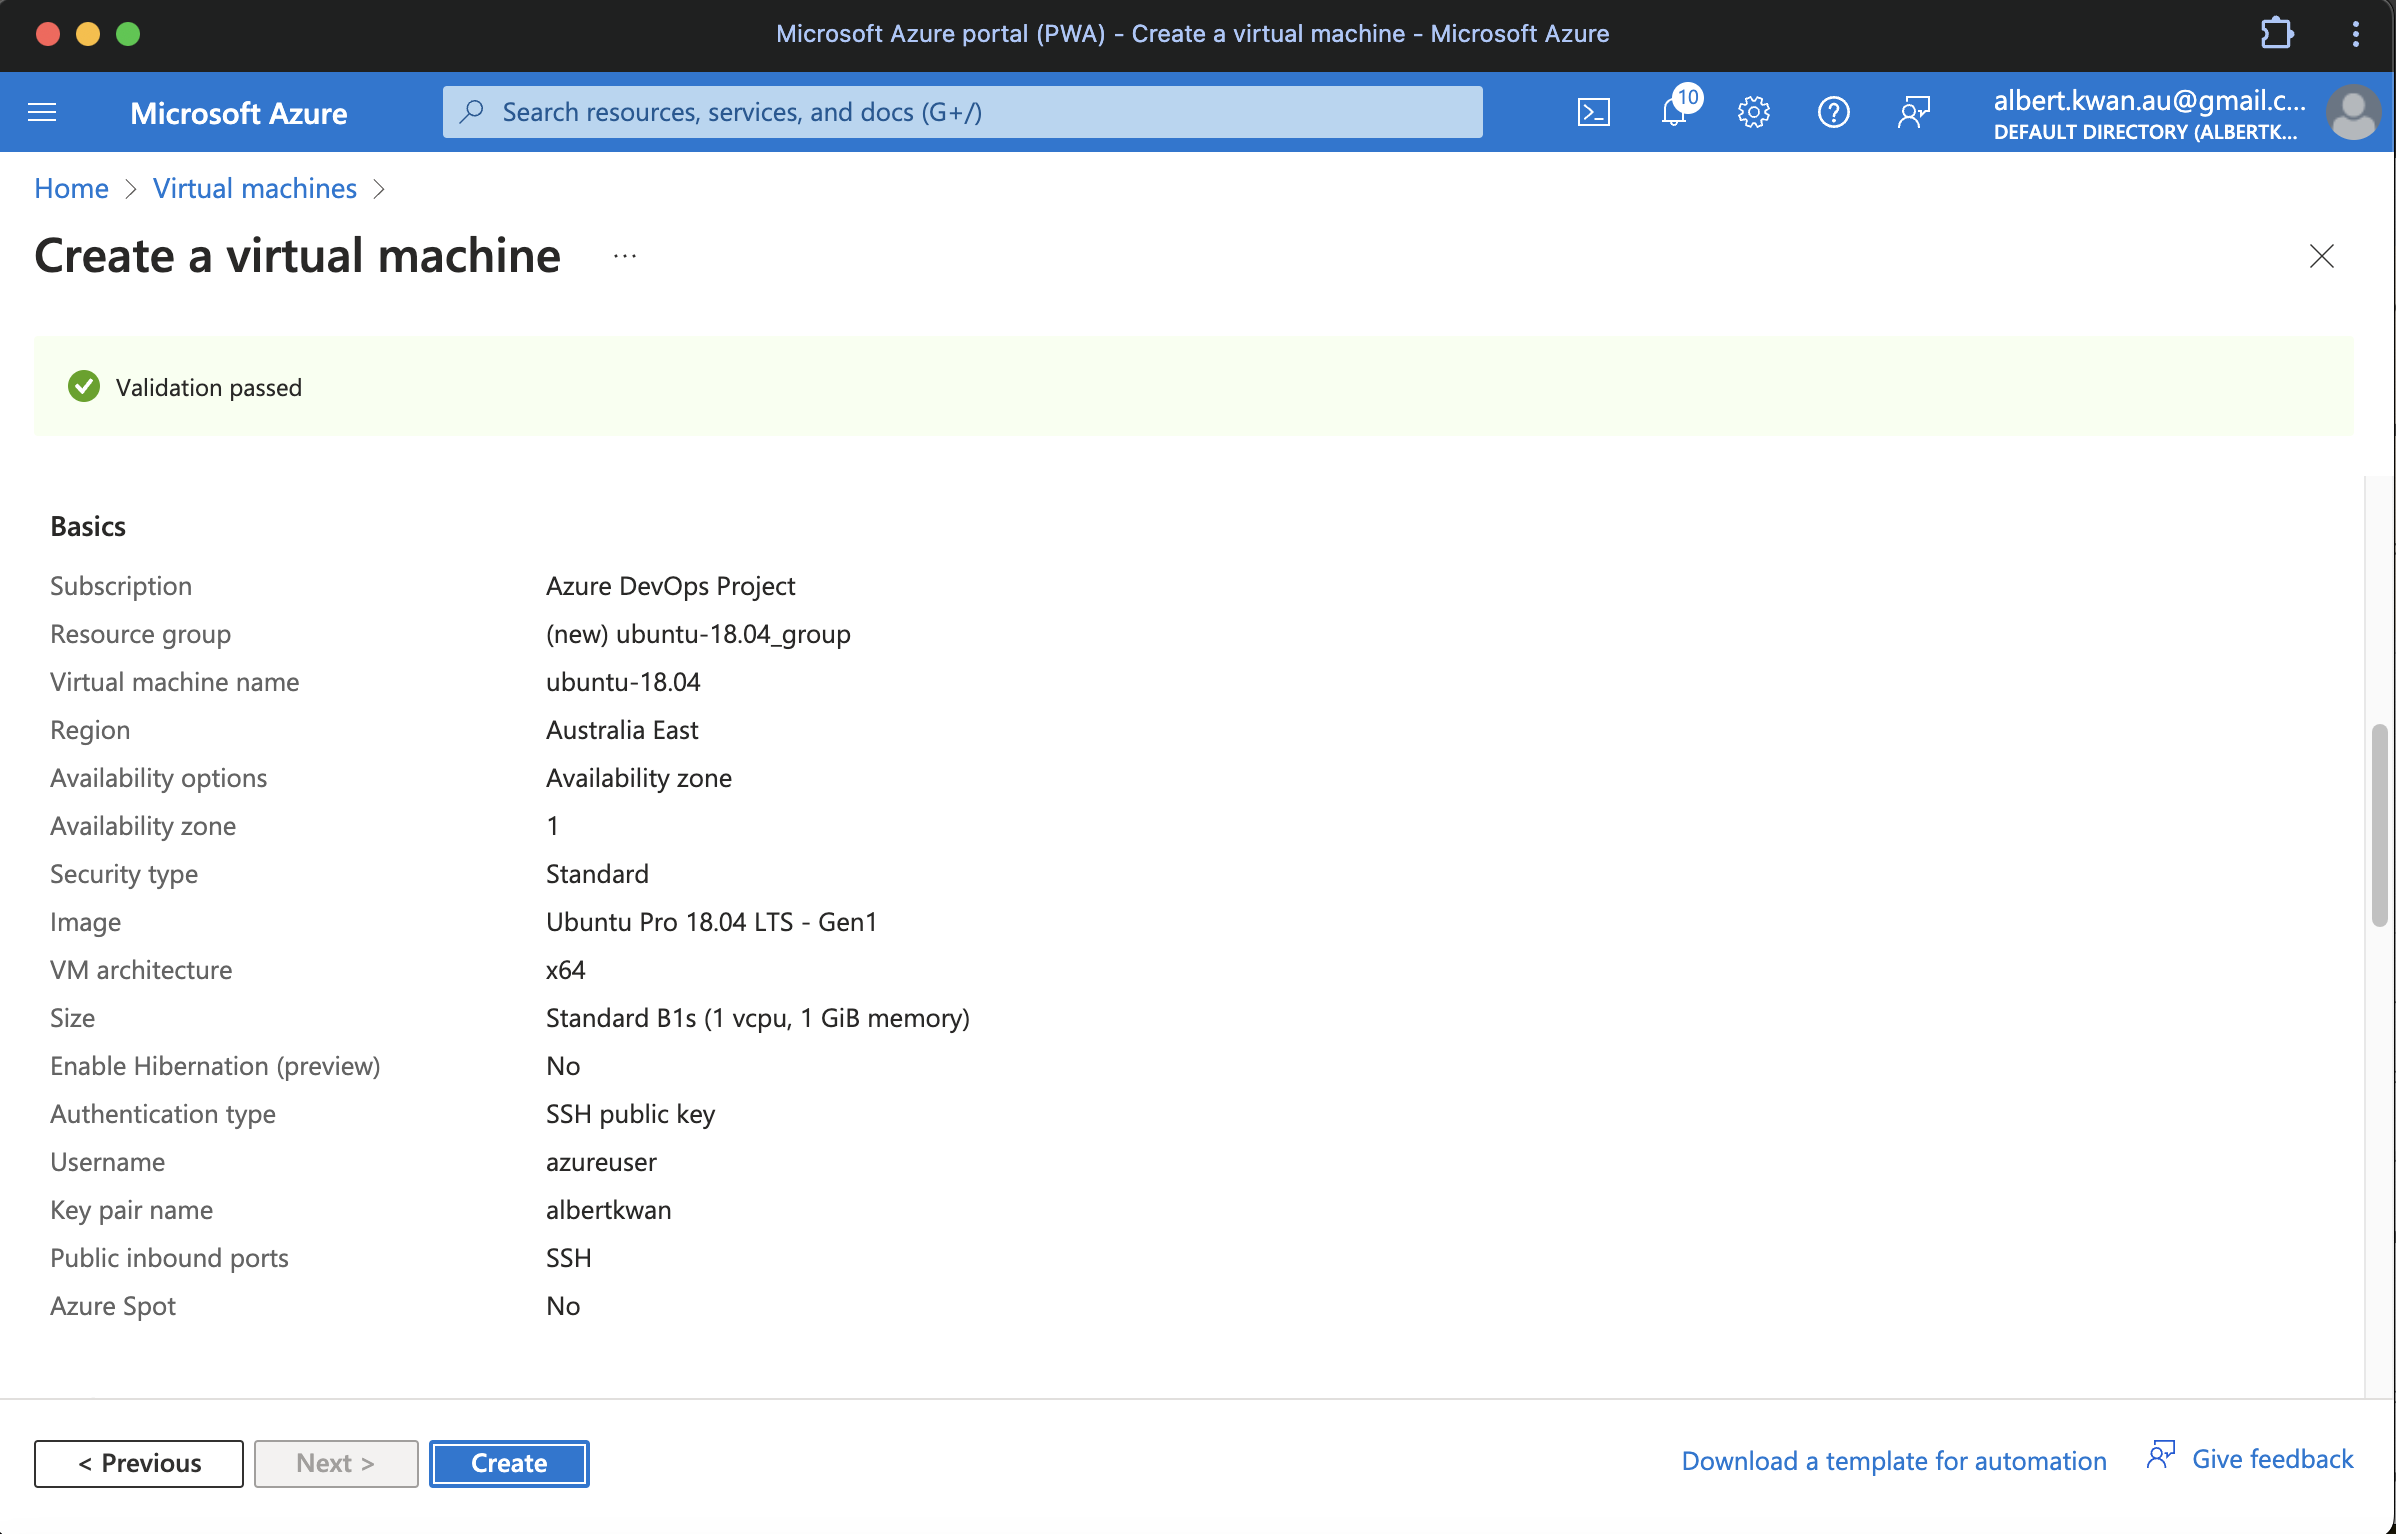 Microsoft Azure portal (PWA) - Create a virtual machine - Microsoft Azure
Microsoft Azure
Search resources, services, and docs (G+/)
10
albert.kwan.au@gmail.c...
DEFAULT DIRECTORY (ALBERTK...
Home > Virtual machines >
Create a virtual machine ...
Validation passed
Basics
Subscription Azure DevOps Project
Resource group (new) ubuntu-18.04_group
Virtual machine name ubuntu-18.04
Region Australia East
Availability options Availability zone
Availability zone 1
Security type Standard
Image Ubuntu Pro 18.04 LTS - Gen1
VM architecture x64
Size Standard B1s (1 vcpu, 1 GiB memory)
Enable Hibernation (preview) No
Authentication type SSH public key
Username azureuser
Key pair name albertkwan
Public inbound ports SSH
Azure Spot No
< Previous Next > Create Download a template for automation Give feedback